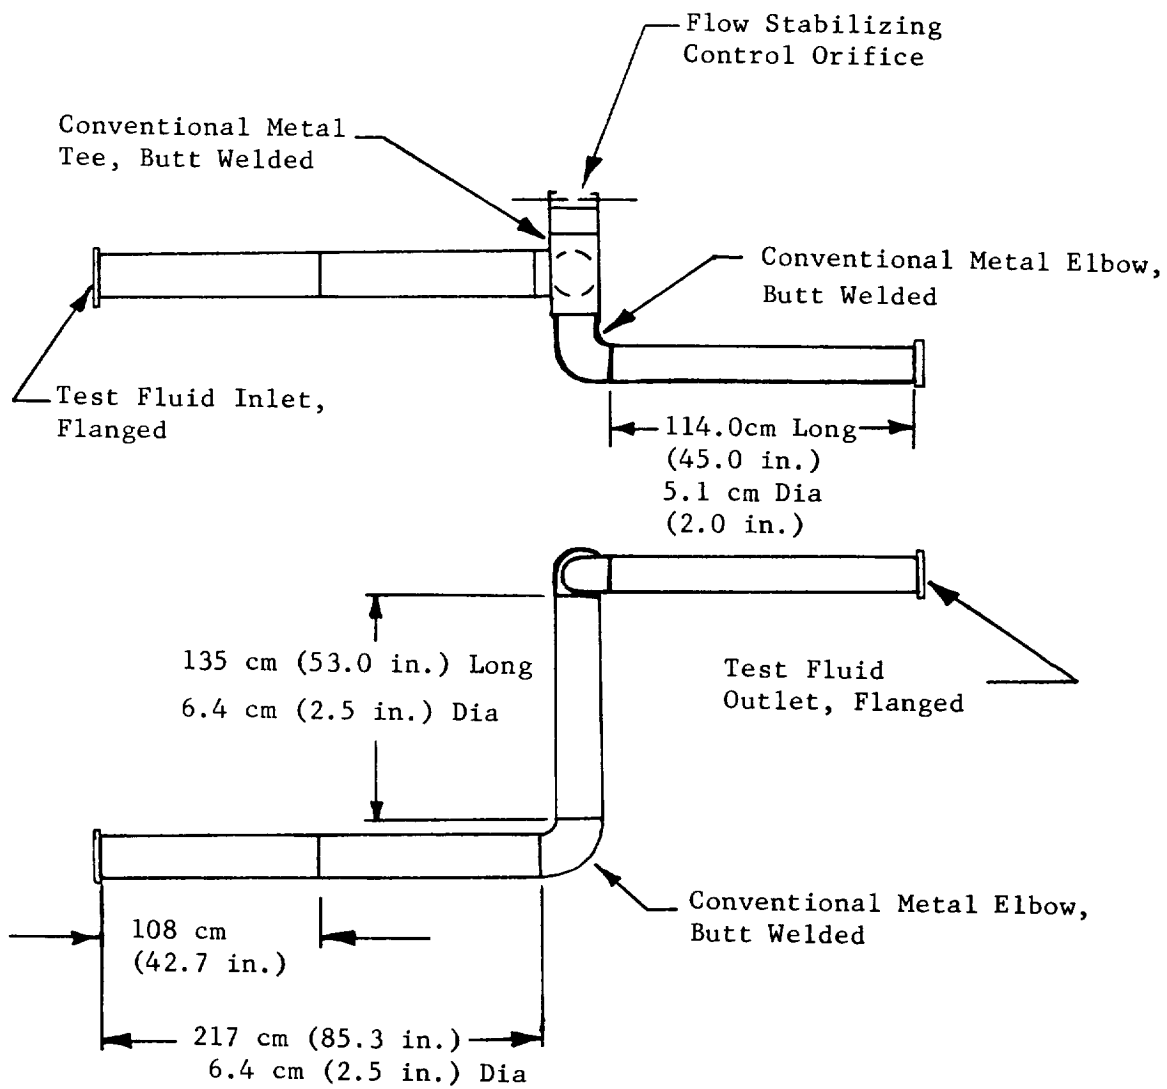 Flow Stabilizing
Control Orifice
Conventional Metal
Tee, Butt Welded
Conventional Metal Elbow,
Butt Welded
Test Fluid Inlet,
Flanged
114.0cm Long
(45.0 in.)
5.1 cm Dia
(2.0 in.)
135 cm (53.0 in.) Long
6.4 cm (2.5 in.) Dia
Test Fluid
Outlet, Flanged
Conventional Metal Elbow,
Butt Welded
108 cm
(42.7 in.)
217 cm (85.3 in.)
6.4 cm (2.5 in.) Dia